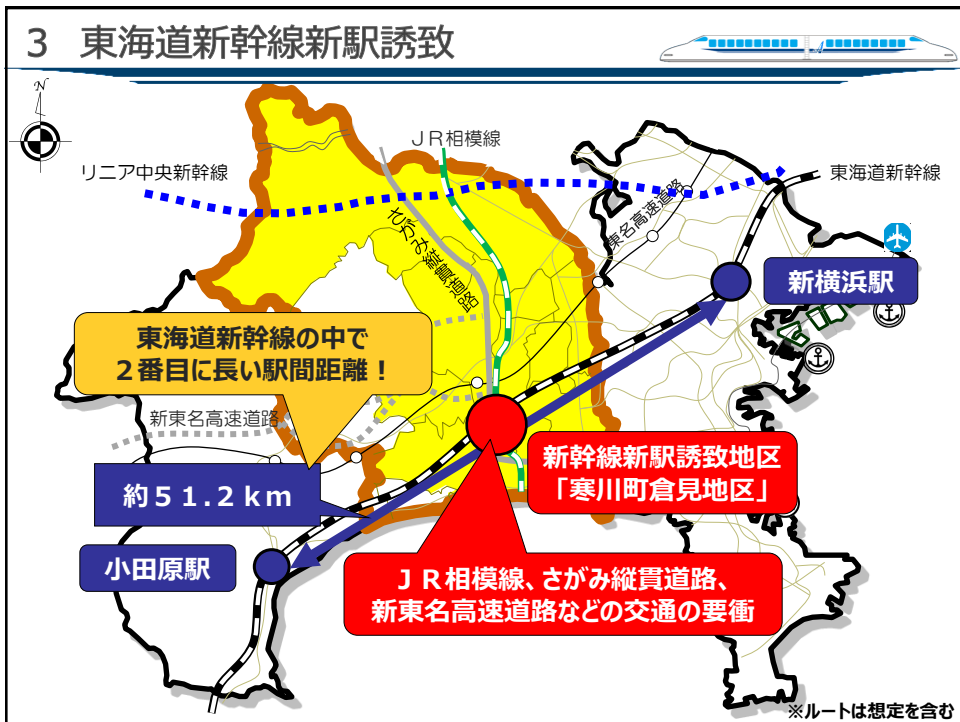 3 東海道新幹線新駅誘致
N
JR相模線
リニア中央新幹線
東海道新幹線
東名高速道路
さがみ縦貫道路
新横浜駅
東海道新幹線の中で
2番目に長い駅間距離!
新東名高速道路
新幹線新駅誘致地区
「寒川町倉見地区」
約51.2km
小田原駅
JR相模線、さがみ縦貫道路、
新東名高速道路などの交通の要衝
※ルートは想定を含む